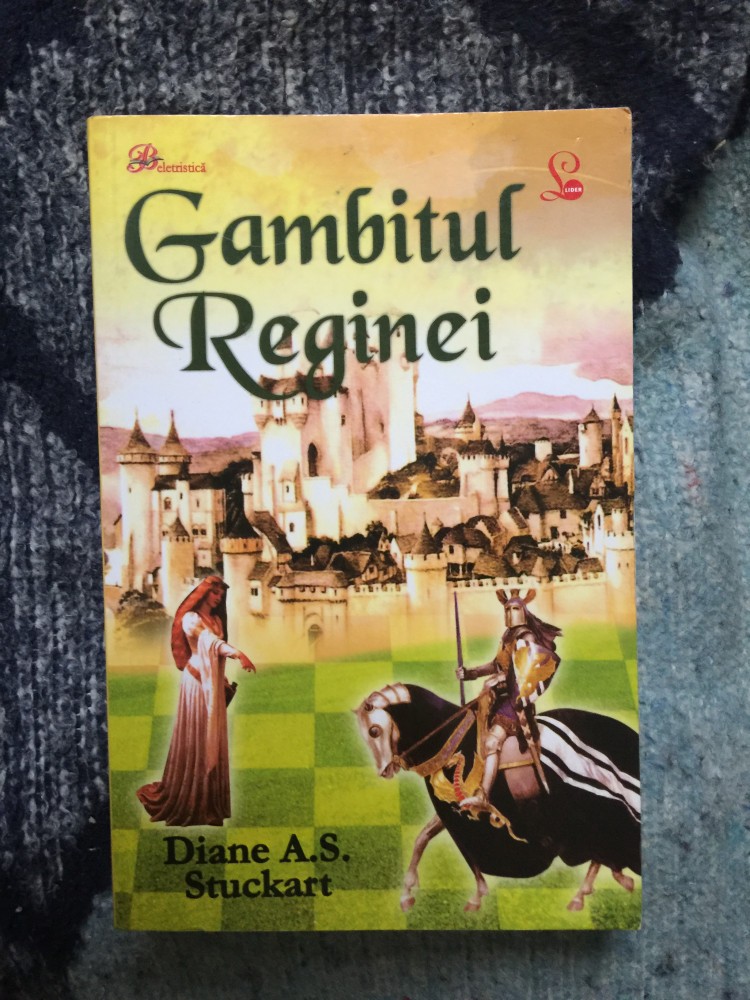 Beletristică
LIDER
Gambitul
Reginei
Diane A.S.
Stuckart